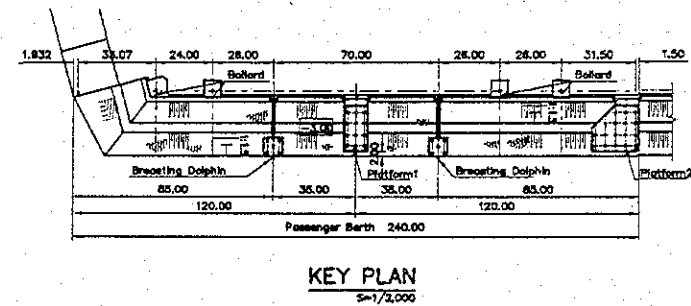 1.932 33.07 24.00 28.00 70.00 28.00 28.00 31.50 7.50
Bollard Bollard
Breasting Dolphin Platform1 Breasting Dolphin Platform2
85.00 35.00 35.00 85.00
120.00 120.00
Passenger Berth 240.00
KEY PLAN
S=1/2,000